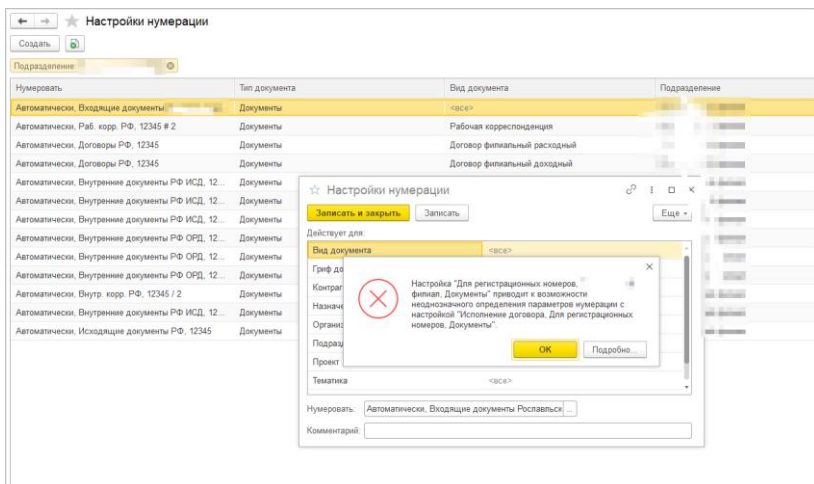 Настройки нумерации
Создать
Подразделение:
Нумеровать Тип документа Вид документа Подразделение
Автоматически, Входящие документы Документы <все>
Автоматически, Раб. корр. РФ, 12345 # 2 Документы Рабочая корреспонденция
Автоматически, Договоры РФ, 12345 Документы Договор филиальный расходный
Автоматически, Договоры РФ, 12345 Документы Договор филиальный доходный
Автоматически, Внутренние документы РФ ИСД, 12... Документы
Автоматически, Внутренние документы РФ ИСД, 12... Документы
Автоматически, Внутренние документы РФ ИСД, 12... Документы
Автоматически, Внутренние документы РФ ОРД, 12... Документы
Автоматически, Внутренние документы РФ ОРД, 12... Документы
Автоматически, Внутренние документы РФ ОРД, 12... Документы
Автоматически, Внутр. корр. РФ, 12345 / 2 Документы
Автоматически, Внутренние документы РФ ИСД, 12... Документы
Автоматически, Исходящие документы РФ, 12345 Документы
Настройки нумерации
Записать и закрыть Записать Еще
Действует для:
Вид документа <все>
Гриф до
Контраг
Назначе
Организ
Подразд
Проект
Тематика <все>
Настройка "Для регистрационных номеров,
филиал, Документы" приводит к возможности
неоднозначного определения параметров нумерации с
настройкой "Исполнение договора, Для регистрационных
номеров, Документы".
ОК Подробно...
Нумеровать: Автоматически, Входящие документы Рославльск ...
Комментарий: